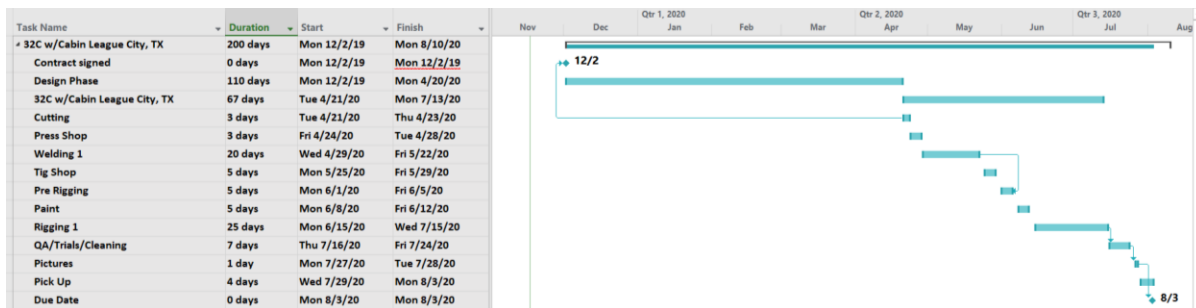 Qtr 1, 2020 Qtr 2, 2020 Qtr 3, 2020
Task Name Duration Start Finish Nov Dec Jan Feb Mar Apr May Jun Jul Aug
32C w/Cabin League City, TX 200 days Mon 12/2/19 Mon 8/10/20
Contract signed 0 days Mon 12/2/19 Mon 12/2/19 12/2
Design Phase 110 days Mon 12/2/19 Mon 4/20/20
32C w/Cabin League City, TX 67 days Tue 4/21/20 Mon 7/13/20
Cutting 3 days Tue 4/21/20 Thu 4/23/20
Press Shop 3 days Fri 4/24/20 Tue 4/28/20
Welding 1 20 days Wed 4/29/20 Fri 5/22/20
Tig Shop 5 days Mon 5/25/20 Fri 5/29/20
Pre Rigging 5 days Mon 6/1/20 Fri 6/5/20
Paint 5 days Mon 6/8/20 Fri 6/12/20
Rigging 1 25 days Mon 6/15/20 Wed 7/15/20
QA/Trials/Cleaning 7 days Thu 7/16/20 Fri 7/24/20
Pictures 1 day Mon 7/27/20 Tue 7/28/20
Pick Up 4 days Wed 7/29/20 Mon 8/3/20
Due Date 0 days Mon 8/3/20 Mon 8/3/20 8/3